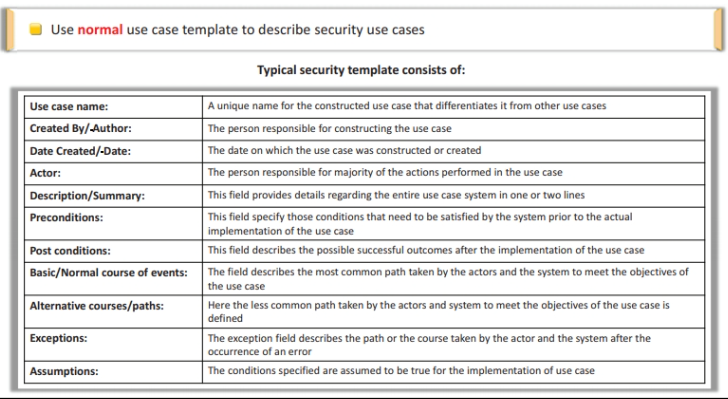 Use normal use case template to describe security use cases
Typical security template consists of:
Use case name: A unique name for the constructed use case that differentiates it from other use cases
Created By/-Author: The person responsible for constructing the use case
Date Created/-Date: The date on which the use case was constructed or created
Actor: The person responsible for majority of the actions performed in the use case
Description/Summary: This field provides details regarding the entire use case system in one or two lines
Preconditions: This field specify those conditions that need to be satisfied by the system prior to the actual
implementation of the use case
Post conditions: This field describes the possible successful outcomes after the implementation of the use case
Basic/Normal course of events: The field describes the most common path taken by the actors and the system to meet the objectives of
the use case
Alternative courses/paths: Here the less common path taken by the actors and system to meet the objectives of the use case is
defined
Exceptions: The exception field describes the path or the course taken by the actor and the system after the
occurrence of an error
Assumptions: The conditions specified are assumed to be true for the implementation of use case